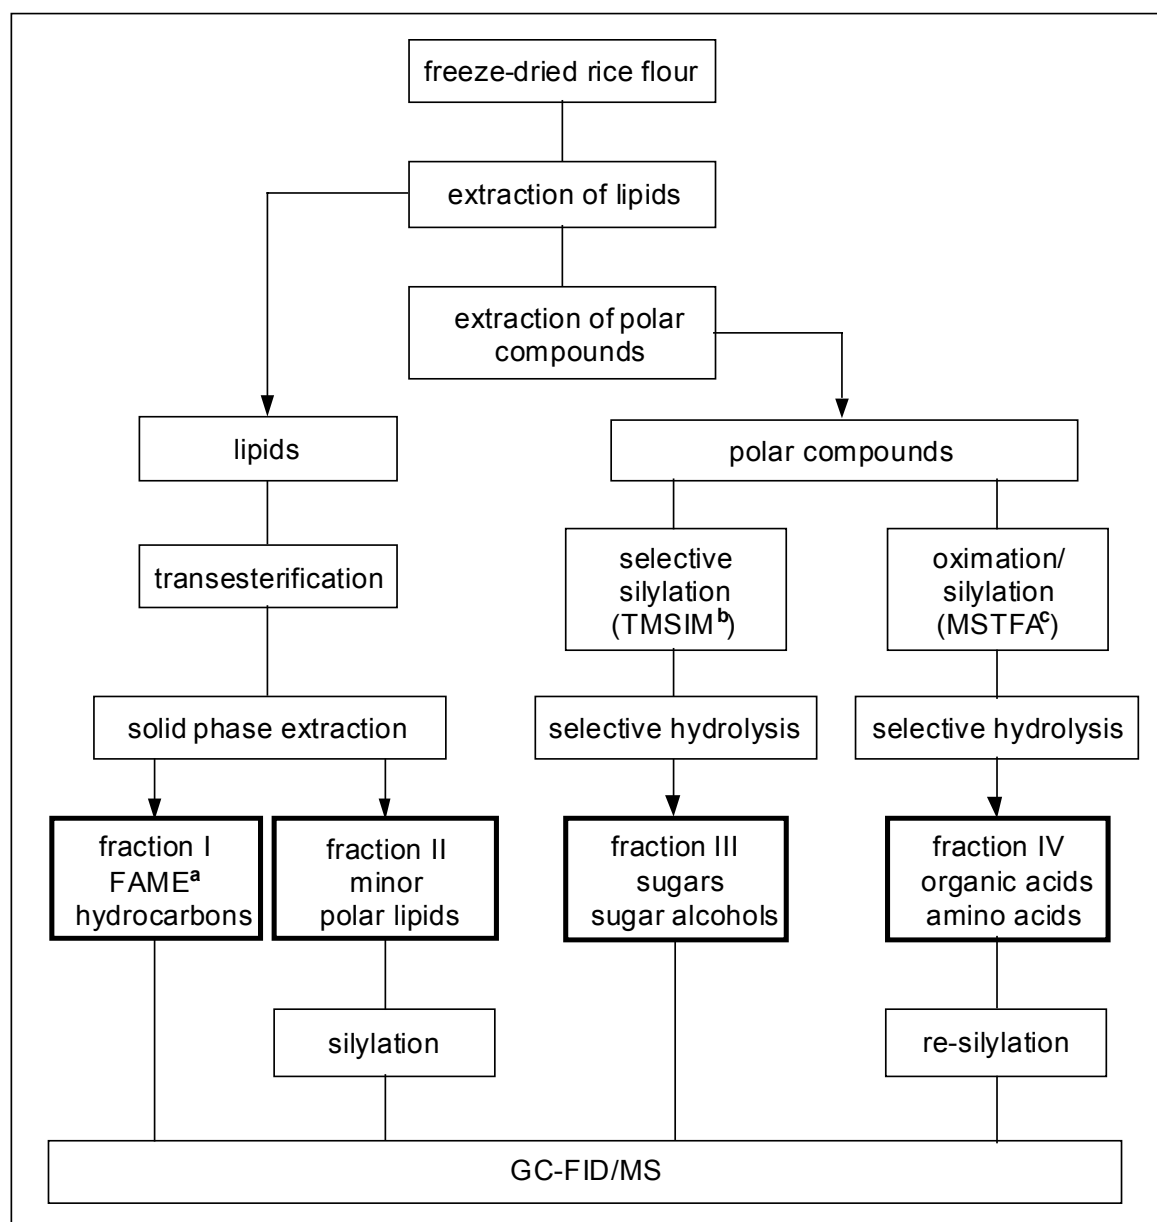 freeze-dried rice flour
extraction of lipids
extraction of polar
compounds
lipids
polar compounds
transesterification
selective
silylation
(TMSIMb)
oximation/
silylation
(MSTFAc)
solid phase extraction
selective hydrolysis
selective hydrolysis
fraction I
FAMEa
hydrocarbons
fraction II
minor
polar lipids
fraction III
sugars
sugar alcohols
fraction IV
organic acids
amino acids
silylation
re-silylation
GC-FID/MS